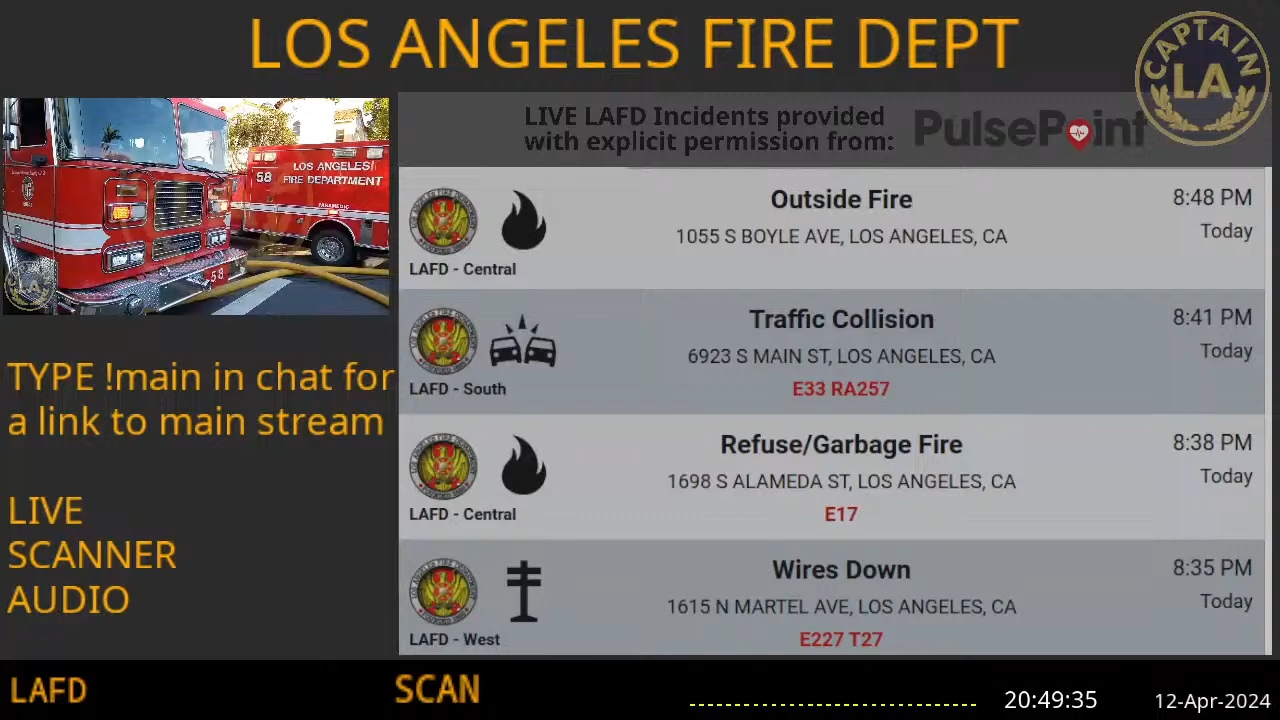 LOS ANGELES FIRE DEPT
CAPTAIN
LA
LIVE LAFD Incidents provided
with explicit permission from:
PulsePoint
LOS ANGELES
58 FIRE DEPARTMENT
PARAMEDIC
58
LA
Outside Fire
8:48 PM
1055 S BOYLE AVE, LOS ANGELES, CA
Today
LAFD - Central
Traffic Collision
8:41 PM
6923 S MAIN ST, LOS ANGELES, CA
Today
E33 RA257
LAFD - South
Refuse/Garbage Fire
8:38 PM
1698 S ALAMEDA ST, LOS ANGELES, CA
Today
E17
LAFD - Central
Wires Down
8:35 PM
1615 N MARTEL AVE, LOS ANGELES, CA
Today
E227 T27
LAFD - West
TYPE !main in chat for
a link to main stream
LIVE
SCANNER
AUDIO
LAFD
SCAN
20:49:35
12-Apr-2024